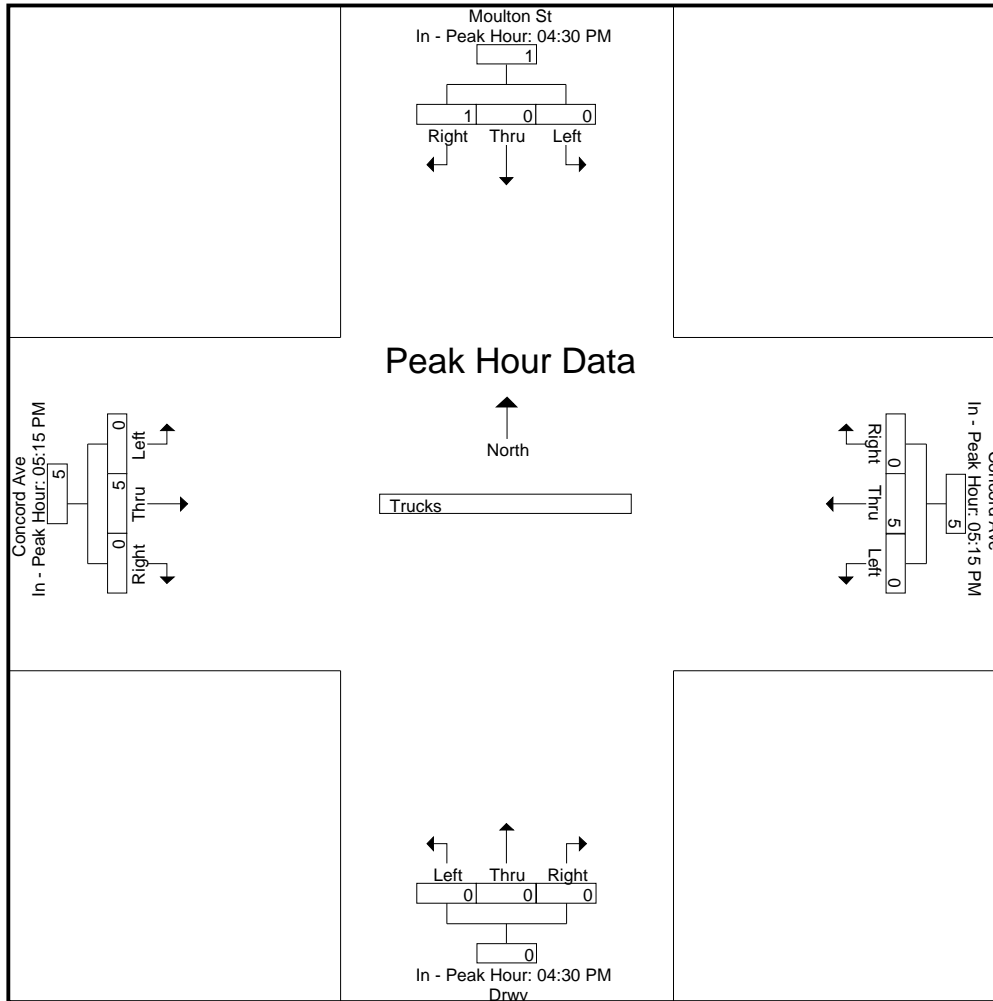 Moulton St
In - Peak Hour: 04:30 PM
1
1 0 0
Right Thru Left
Peak Hour Data
North
Trucks
Concord Ave
In - Peak Hour: 05:15 PM
5
0 5 0
Left Thru Right
Concord Ave
In - Peak Hour: 05:15 PM
5
0 5 0
Right Thru Left
Left Thru Right
0 0 0
0
In - Peak Hour: 04:30 PM
Drwy